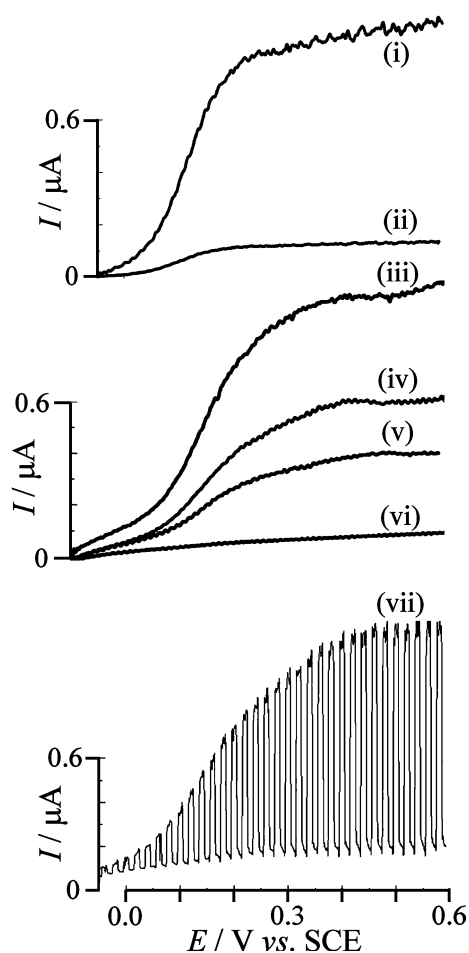 (i)
0.6
I / μA
(ii)
0
(iii)
0.6
(iv)
I / μA
(v)
(vi)
0
(vii)
0.6
I / μA
0
0.0 0.3 0.6
E / V vs. SCE